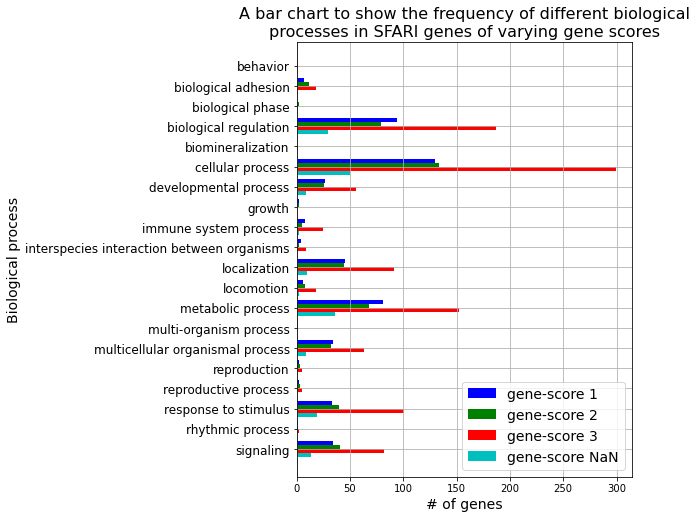 A bar chart to show the frequency of different biological
processes in SFARI genes of varying gene scores
Biological process
behavior
biological adhesion
biological phase
biological regulation
biomineralization
cellular process
developmental process
growth
immune system process
interspecies interaction between organisms
localization
locomotion
metabolic process
multi-organism process
multicellular organismal process
reproduction
reproductive process
response to stimulus
rhythmic process
signaling
gene-score 1
gene-score 2
gene-score 3
gene-score NaN
0 50 100 150 200 250 300
# of genes